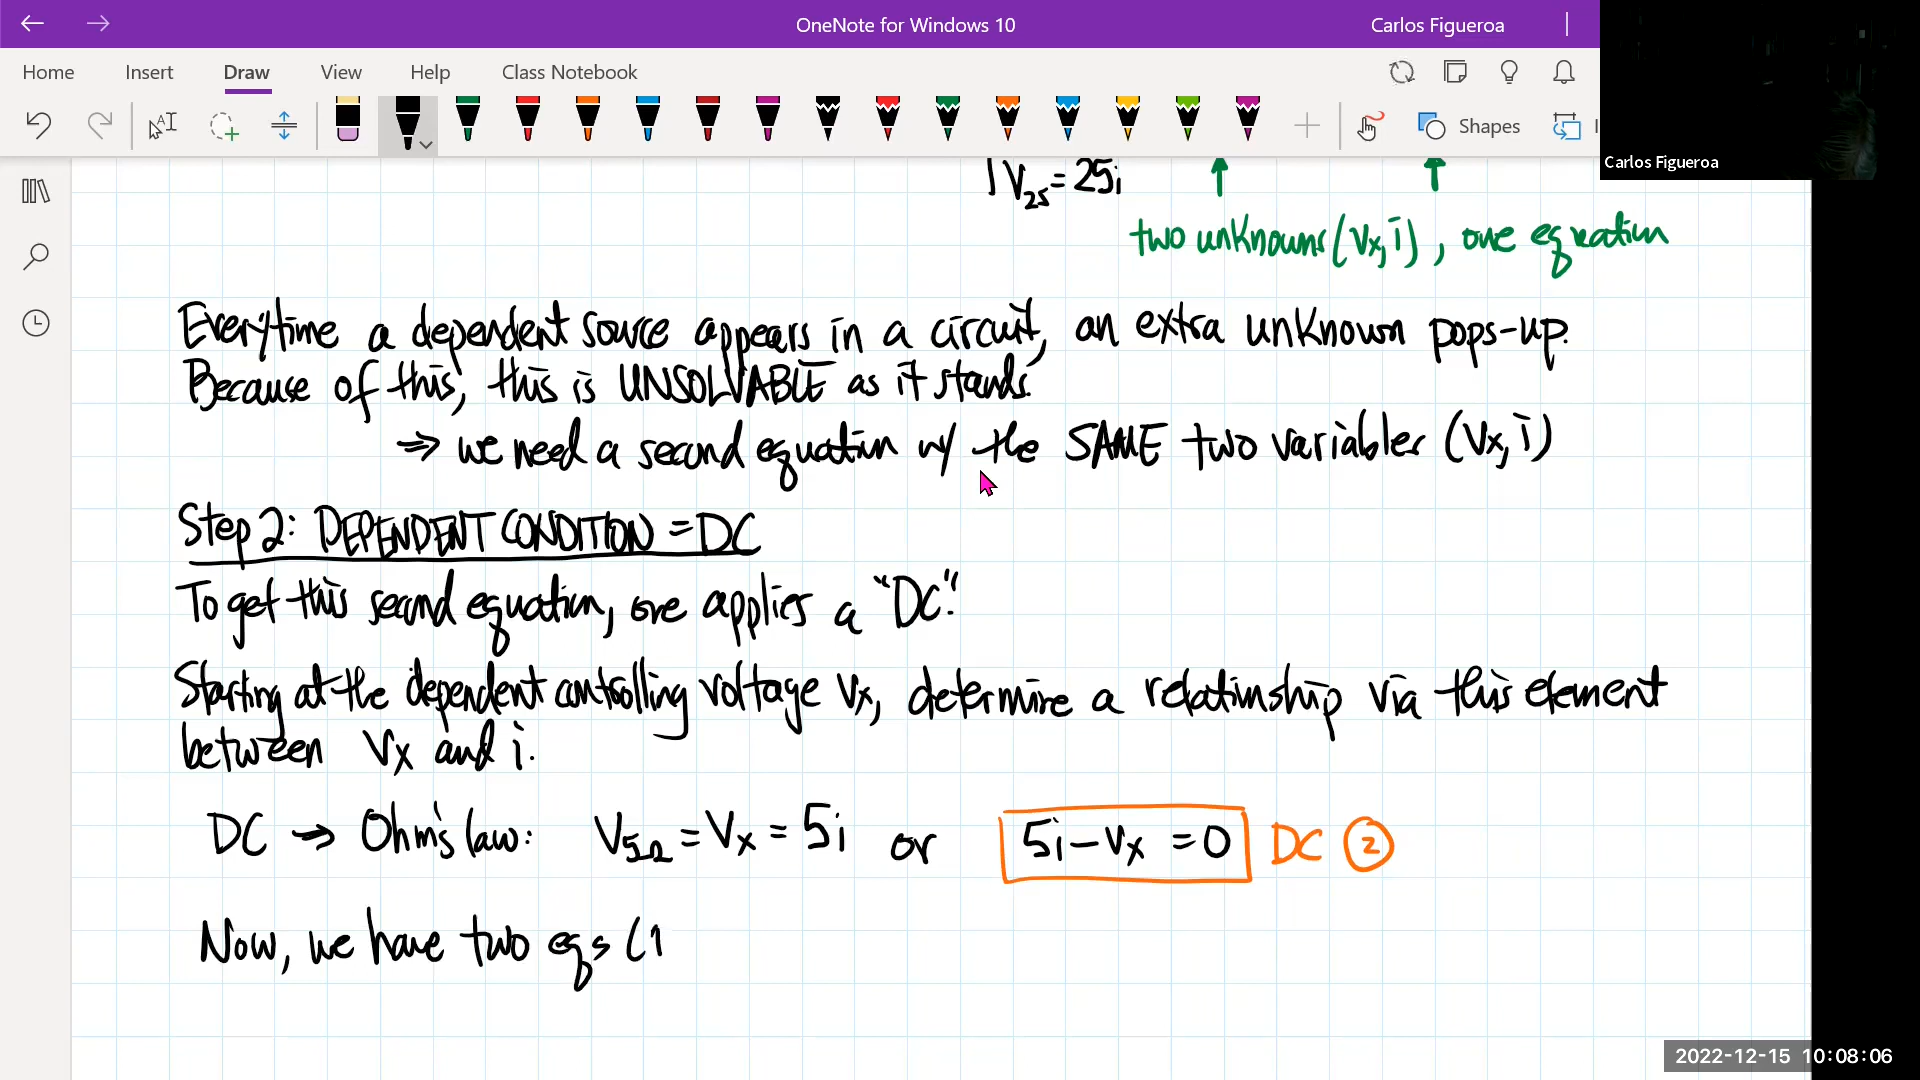 OneNote for Windows 10
Carlos Figueroa
Home Insert Draw View Help Class Notebook
Shapes
Carlos Figueroa
V25 = 25i
two unknowns (Vx, i), one equation
Everytime a dependent source appears in a circuit, an extra unknown pops-up.
Because of this, this is UNSOLVABLE as it stands.
⇒ we need a second equation w/ the SAME two variables (Vx, i)
Step 2: DEPENDENT CONDITION = DC
To get this second equation, one applies a "DC".
Starting at the dependent controlling voltage Vx, determine a relationship via this element
between Vx and i.
DC → Ohm's law: V5Ω = Vx = 5i or 5i - Vx = 0 DC 2
Now, we have two eqs (1
2022-12-15 10:08:06